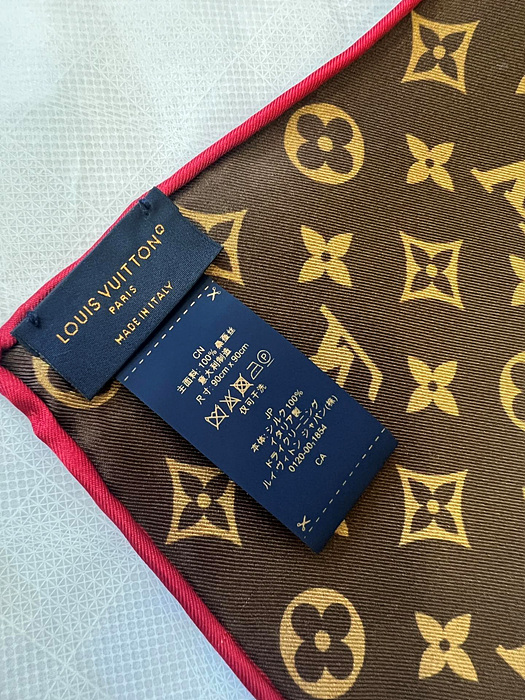 LOUIS VUITTON
PARIS
MADE IN ITALY
CN
主面料: 100% 桑蚕丝
意大利制造
尺寸: 90cm x 90cm
P
仅可干洗
JP
本体: シルク 100%
イタリア製
ドライクリーニング
0120-00-1854
ルイ ヴィトン ジャパン (株)
CA